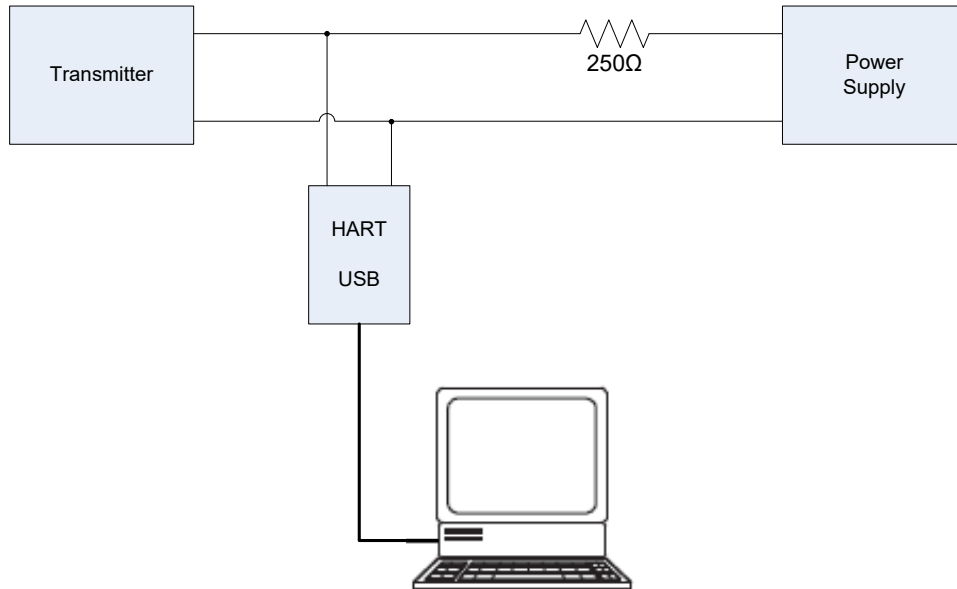 Transmitter
250Ω
Power
Supply
HART
USB